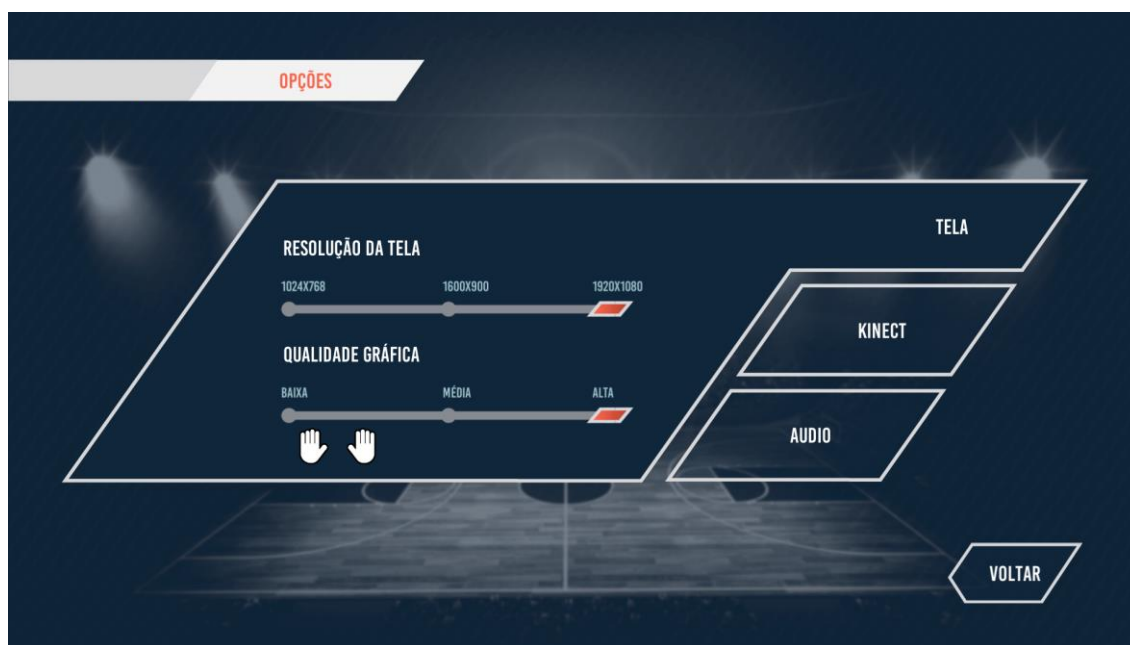 OPÇÕES
TELA
RESOLUÇÃO DA TELA
1024X768 1600X900 1920X1080
KINECT
QUALIDADE GRÁFICA
BAIXA MÉDIA ALTA
AUDIO
VOLTAR